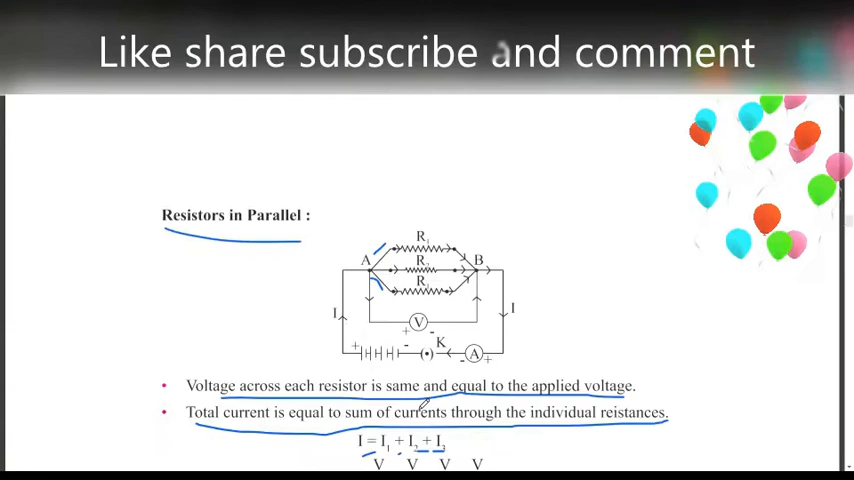 Like share subscribe and comment
Resistors in Parallel :
R₁
A R₂ B
R₁
I I
V
+ -
+ - K - A +
• Voltage across each resistor is same and equal to the applied voltage.
• Total current is equal to sum of currents through the individual reistances.
I = I₁ + I₂ + I₃
V V V V